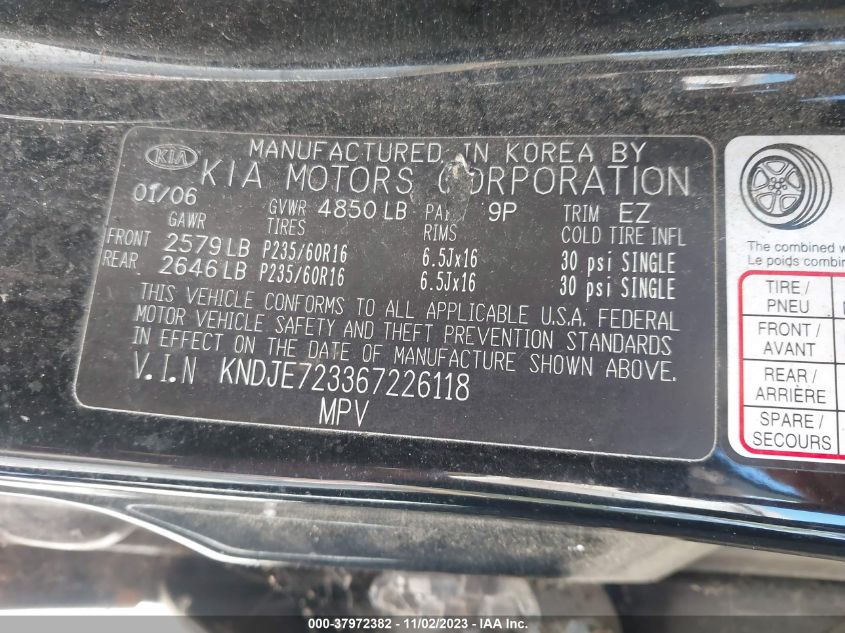 KIA MANUFACTURED IN KOREA BY
KIA MOTORS CORPORATION
01/06 GVWR 4850 LB PAINT 9P TRIM EZ
GAWR TIRES RIMS COLD TIRE INFL
FRONT 2579 LB P235/60R16 6.5Jx16 30 psi SINGLE
REAR 2646 LB P235/60R16 6.5Jx16 30 psi SINGLE
THIS VEHICLE CONFORMS TO ALL APPLICABLE U.S.A. FEDERAL
MOTOR VEHICLE SAFETY AND THEFT PREVENTION STANDARDS
IN EFFECT ON THE DATE OF MANUFACTURE SHOWN ABOVE.
V.I.N KNDJE723367226118
MPV
The combined w
Le poids combin
TIRE /
PNEU
FRONT /
AVANT
REAR /
ARRIÈRE
SPARE /
SECOURS
000-37972382 - 11/02/2023 - IAA, Inc.